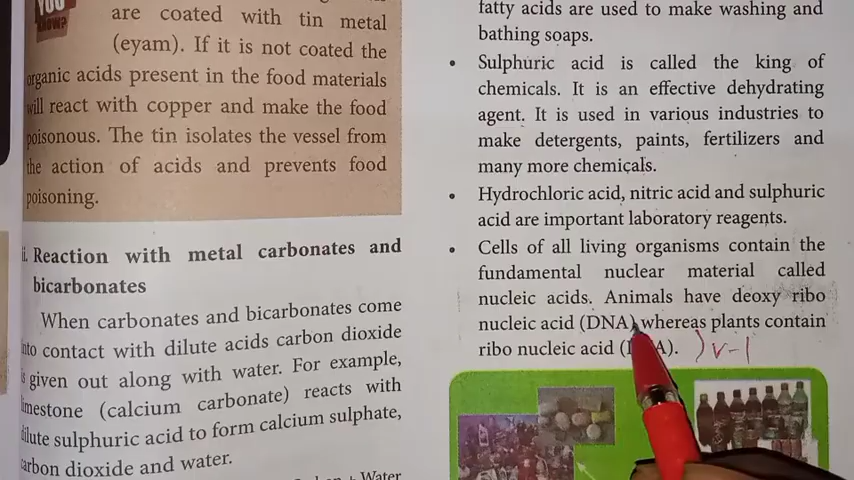 YOU
KNOW?
are coated with tin metal
(eyam). If it is not coated the
organic acids present in the food materials
will react with copper and make the food
poisonous. The tin isolates the vessel from
the action of acids and prevents food
poisoning.
ii. Reaction with metal carbonates and
bicarbonates
When carbonates and bicarbonates come
into contact with dilute acids carbon dioxide
is given out along with water. For example,
limestone (calcium carbonate) reacts with
dilute sulphuric acid to form calcium sulphate,
carbon dioxide and water.
+ Water
fatty acids are used to make washing and
bathing soaps.
• Sulphuric acid is called the king of
chemicals. It is an effective dehydrating
agent. It is used in various industries to
make detergents, paints, fertilizers and
many more chemicals.
• Hydrochloric acid, nitric acid and sulphuric
acid are important laboratory reagents.
• Cells of all living organisms contain the
fundamental nuclear material called
nucleic acids. Animals have deoxy ribo
nucleic acid (DNA) whereas plants contain
ribo nucleic acid
) V-1